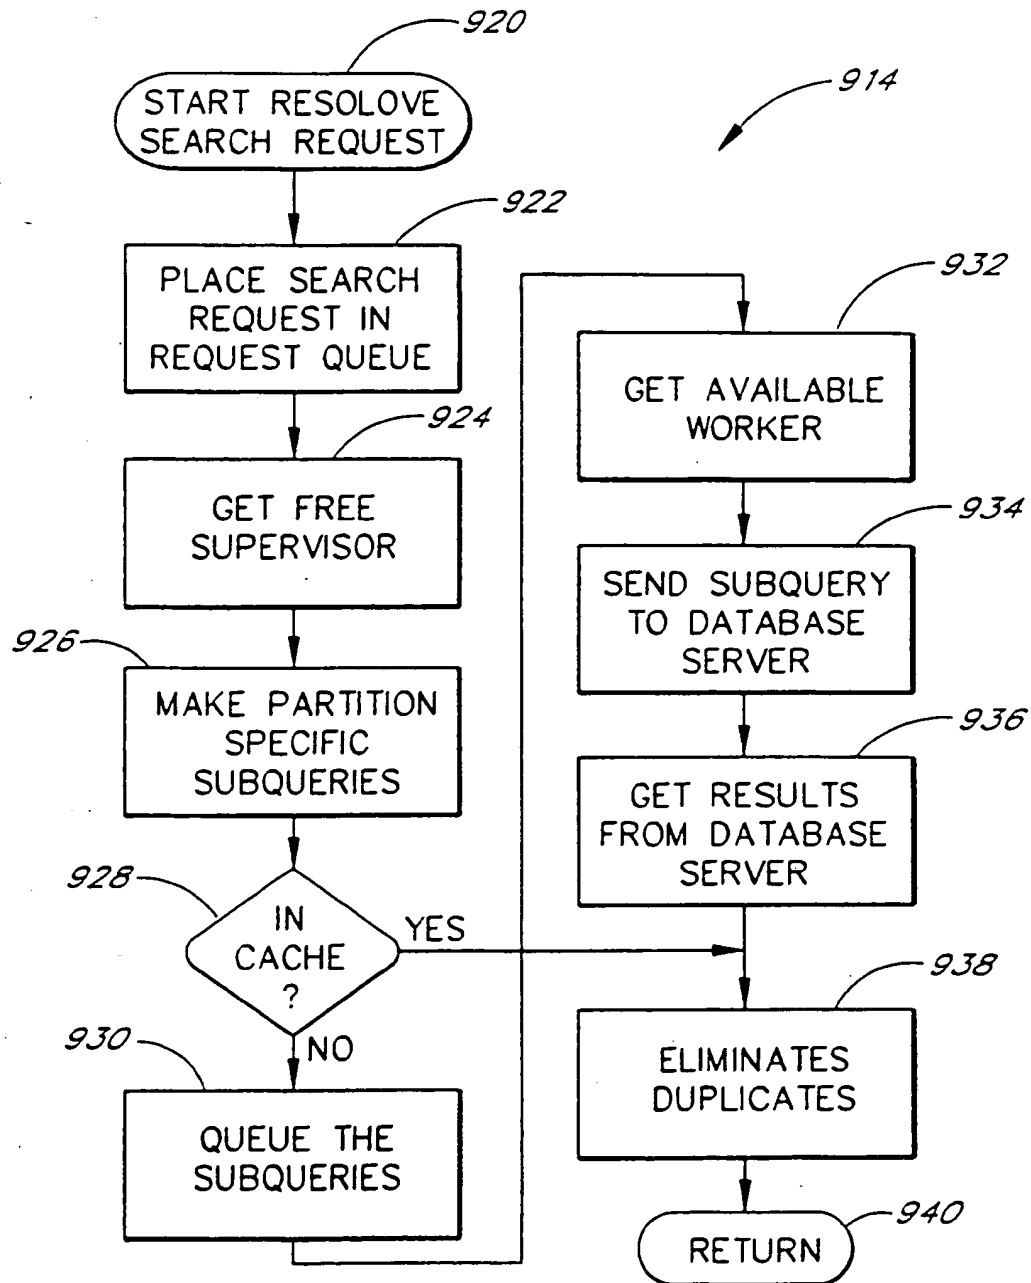 920
START RESOLOVE
SEARCH REQUEST
914
922
PLACE SEARCH
REQUEST IN
REQUEST QUEUE
924
GET FREE
SUPERVISOR
926
MAKE PARTITION
SPECIFIC
SUBQUERIES
928
IN
CACHE
?
YES
NO
930
QUEUE THE
SUBQUERIES
932
GET AVAILABLE
WORKER
934
SEND SUBQUERY
TO DATABASE
SERVER
936
GET RESULTS
FROM DATABASE
SERVER
938
ELIMINATES
DUPLICATES
940
RETURN